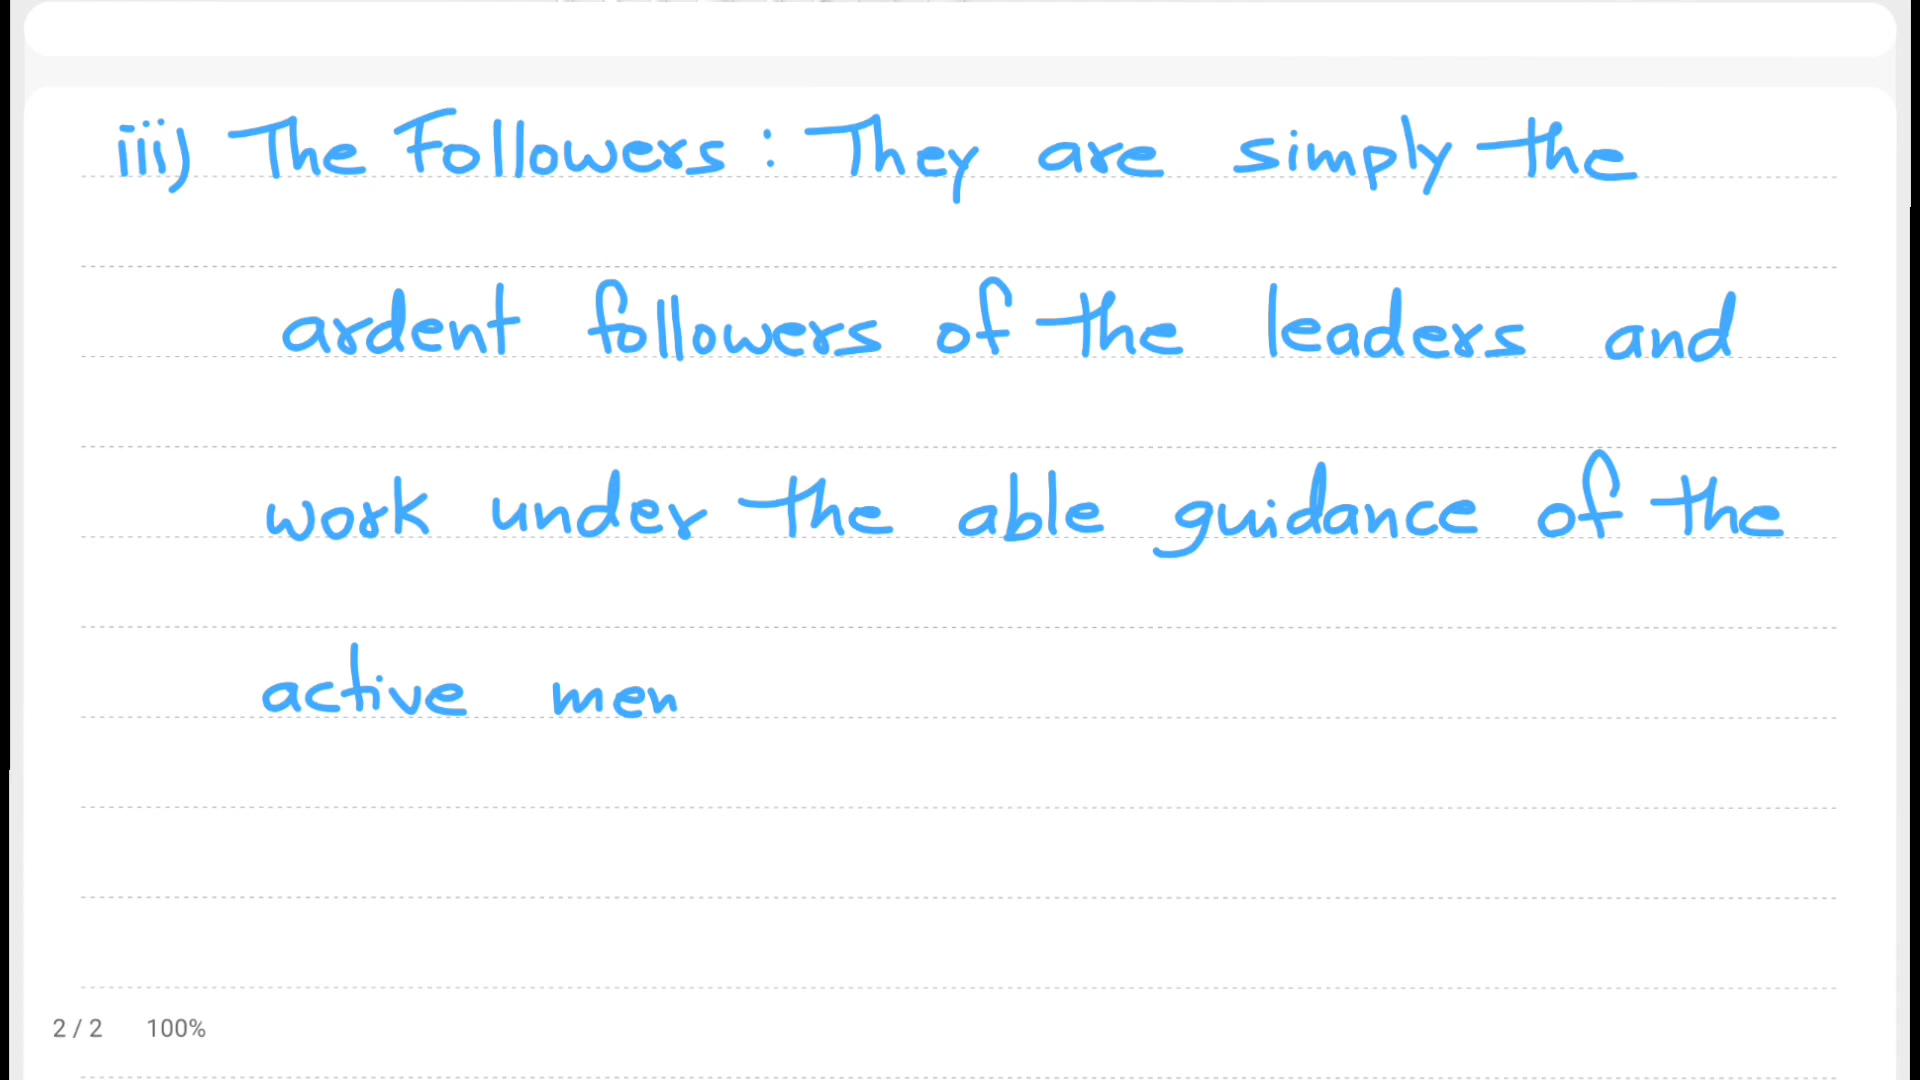 iii) The Followers : They are simply the
ardent followers of the leaders and
work under the able guidance of the
active men
2 / 2 100%